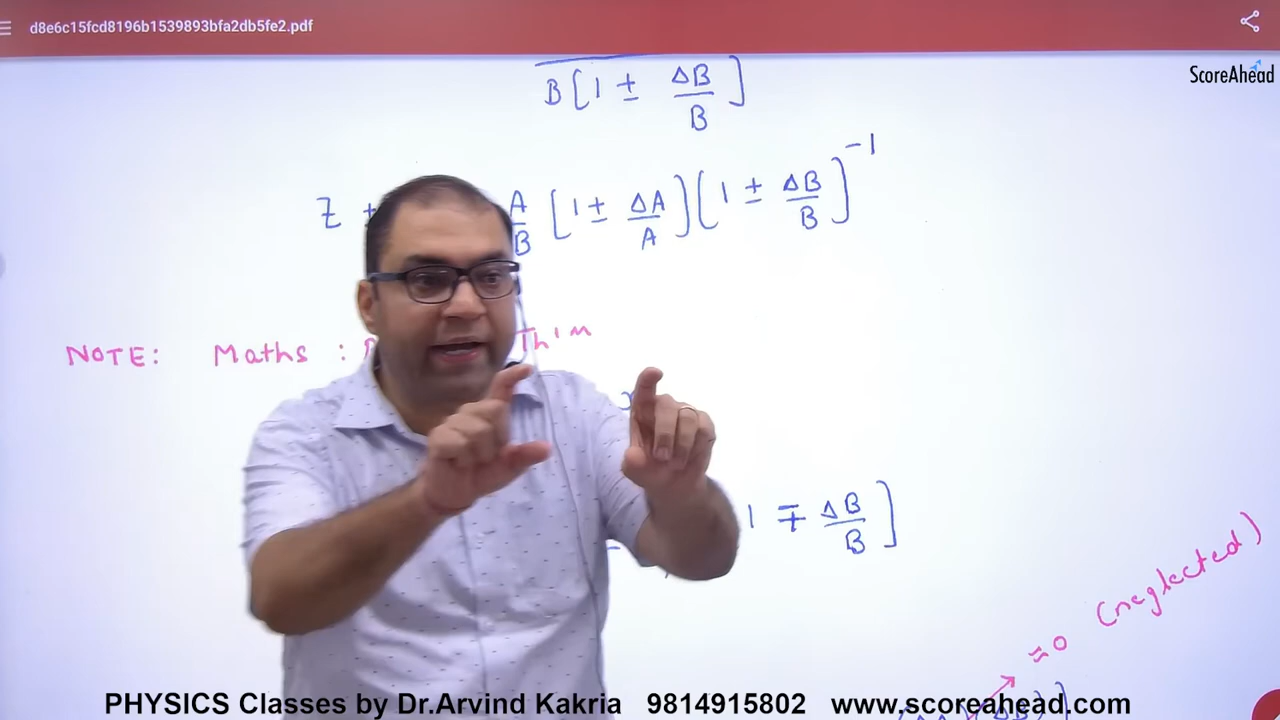 d8e6c15fcd8196b1539893bfa2db5fe2.pdf
ScoreAhead
B[1 ± ΔB/B]
Z + A/B [1 ± ΔA/A][1 ± ΔB/B]⁻¹
NOTE: Maths : Th'm
1 ∓ ΔB/B]
≈0 (neglected)
PHYSICS Classes by Dr.Arvind Kakria 9814915802 www.scoreahead.com